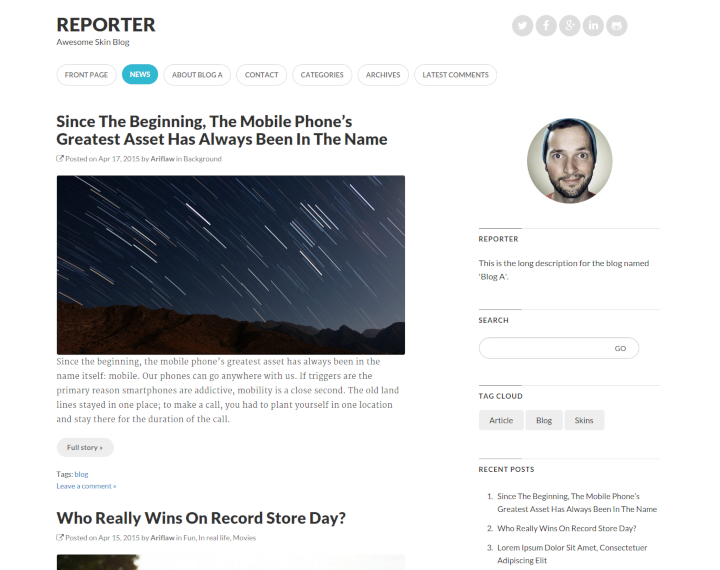 REPORTER
Awesome Skin Blog
FRONT PAGE
NEWS
ABOUT BLOG A
CONTACT
CATEGORIES
ARCHIVES
LATEST COMMENTS
Since The Beginning, The Mobile Phone's
Greatest Asset Has Always Been In The Name
Posted on Apr 17, 2015 by Ariflaw in Background
Since the beginning, the mobile phone's greatest asset has always been in the
name itself: mobile. Our phones can go anywhere with us. If triggers are the
primary reason smartphones are addictive, mobility is a close second. The old land
lines stayed in one place; to make a call, you had to plant yourself in one location
and stay there for the duration of the call.
Full story »
Tags: blog
Leave a comment »
Who Really Wins On Record Store Day?
Posted on Apr 15, 2015 by Ariflaw in Fun, In real life, Movies
REPORTER
This is the long description for the blog named
'Blog A'.
SEARCH
GO
TAG CLOUD
Article
Blog
Skins
RECENT POSTS
1. Since The Beginning, The Mobile Phone's
Greatest Asset Has Always Been In The Name
2. Who Really Wins On Record Store Day?
3. Lorem Ipsum Dolor Sit Amet, Consectetuer
Adipiscing Elit